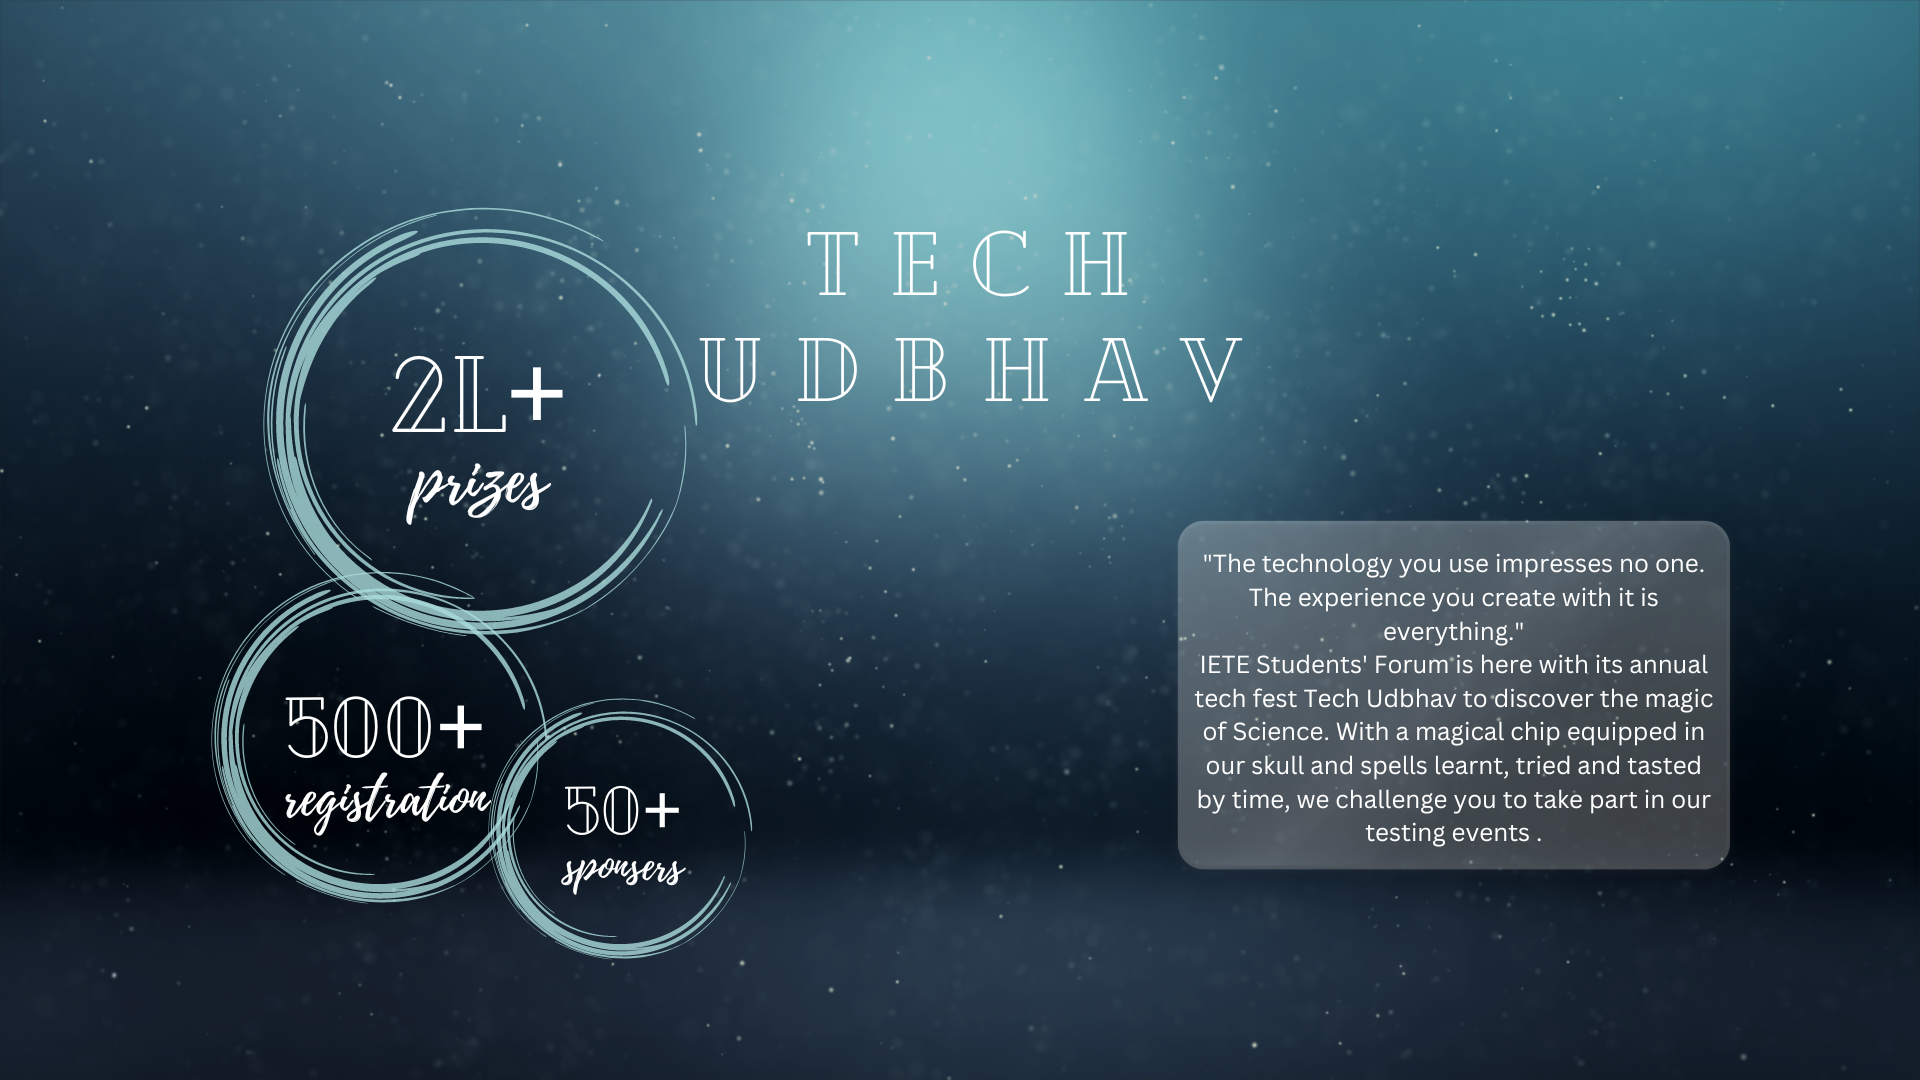 TECH
UDBHAV
2L+
prizes
500+
registration
50+
sponsers
"The technology you use impresses no one.
The experience you create with it is
everything."
IETE Students' Forum is here with its annual
tech fest Tech Udbhav to discover the magic
of Science. With a magical chip equipped in
our skull and spells learnt, tried and tasted
by time, we challenge you to take part in our
testing events .